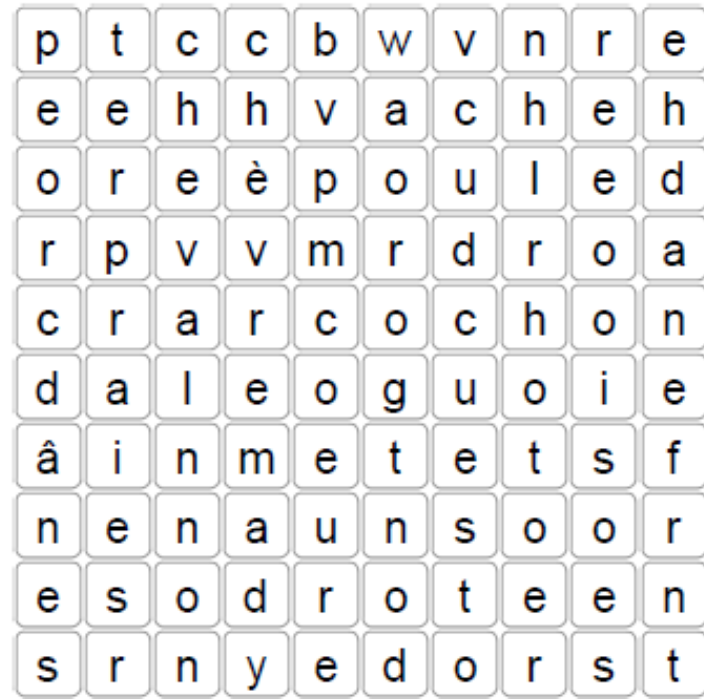 p t c c b w v n r e
e e h h v a c h e h
o r e è p o u l e d
r p v v m r d r o a
c r a r c o c h o n
d a l e o g u o i e
â i n m e t e t s f
n e n a u n s o o r
e s o d r o t e e n
s r n y e d o r s t